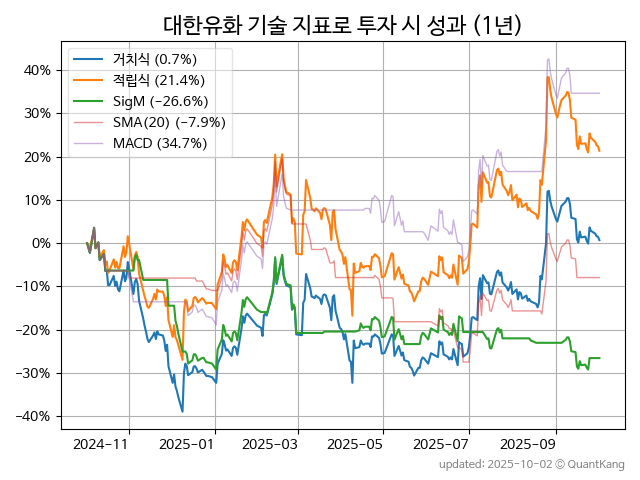 대한유화 기술 지표로 투자 시 성과 (1년)
거치식 (0.7%)
적립식 (21.4%)
SigM (−26.6%)
SMA(20) (−7.9%)
MACD (34.7%)
40%
30%
20%
10%
0%
−10%
−20%
−30%
−40%
2024-11 2025-01 2025-03 2025-05 2025-07 2025-09
updated: 2025-10-02 © QuantKang